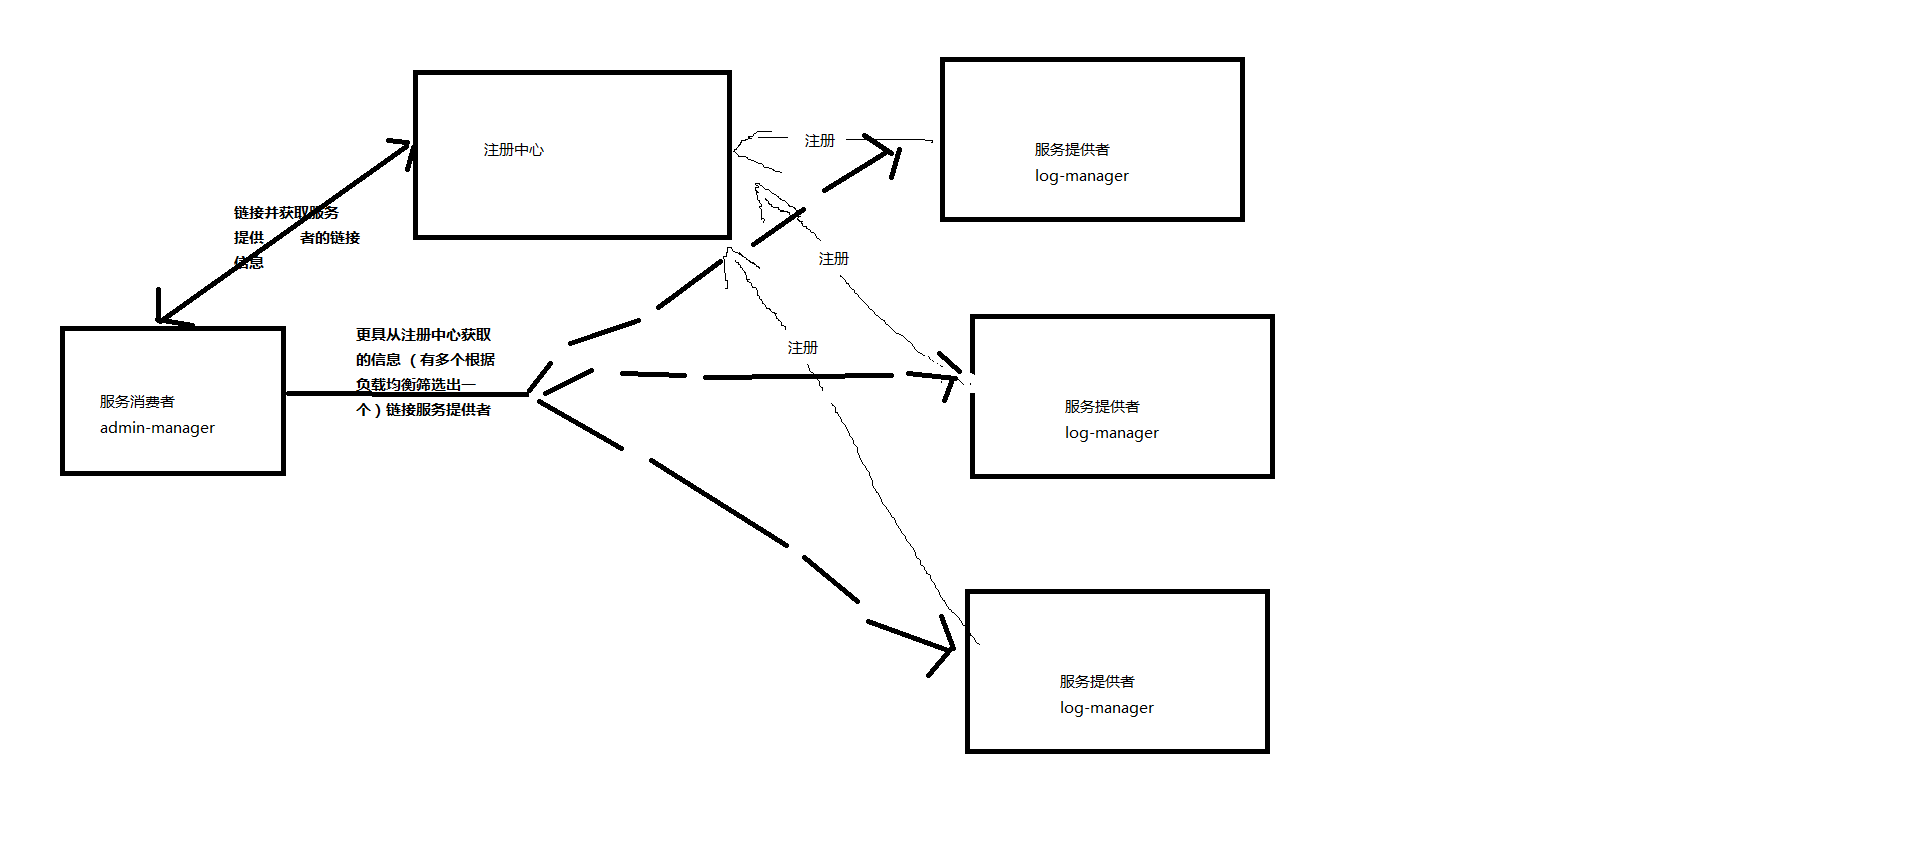 注册中心
注册
服务提供者
log-manager
链接并获取服务
提供 者的链接
信息
注册
更具从注册中心获取
的信息（有多个根据
负载均衡筛选出一
个）链接服务提供者
注册
服务消费者
admin-manager
服务提供者
log-manager
服务提供者
log-manager